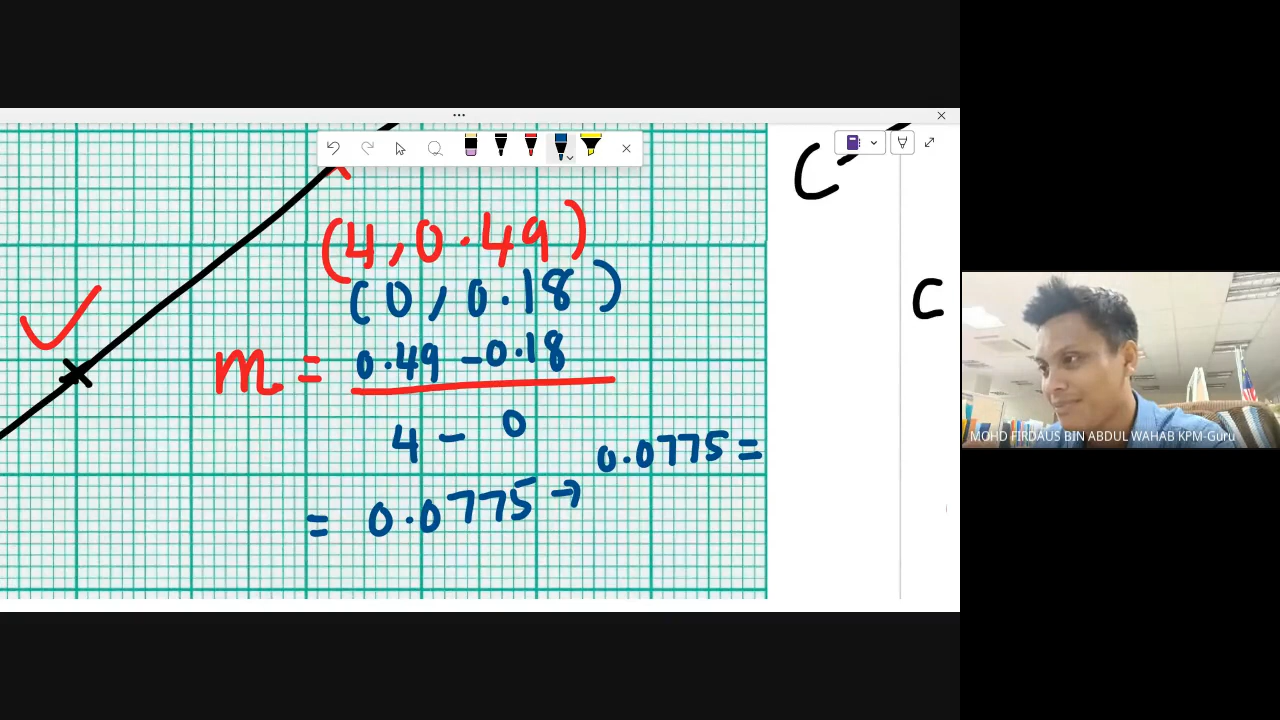 C
(4, 0.49)
(0, 0.18)
C
m = 0.49 - 0.18
4 - 0
0.0775 =
= 0.0775 →
MOHD FIRDAUS BIN ABDUL WAHAB KPM-Guru